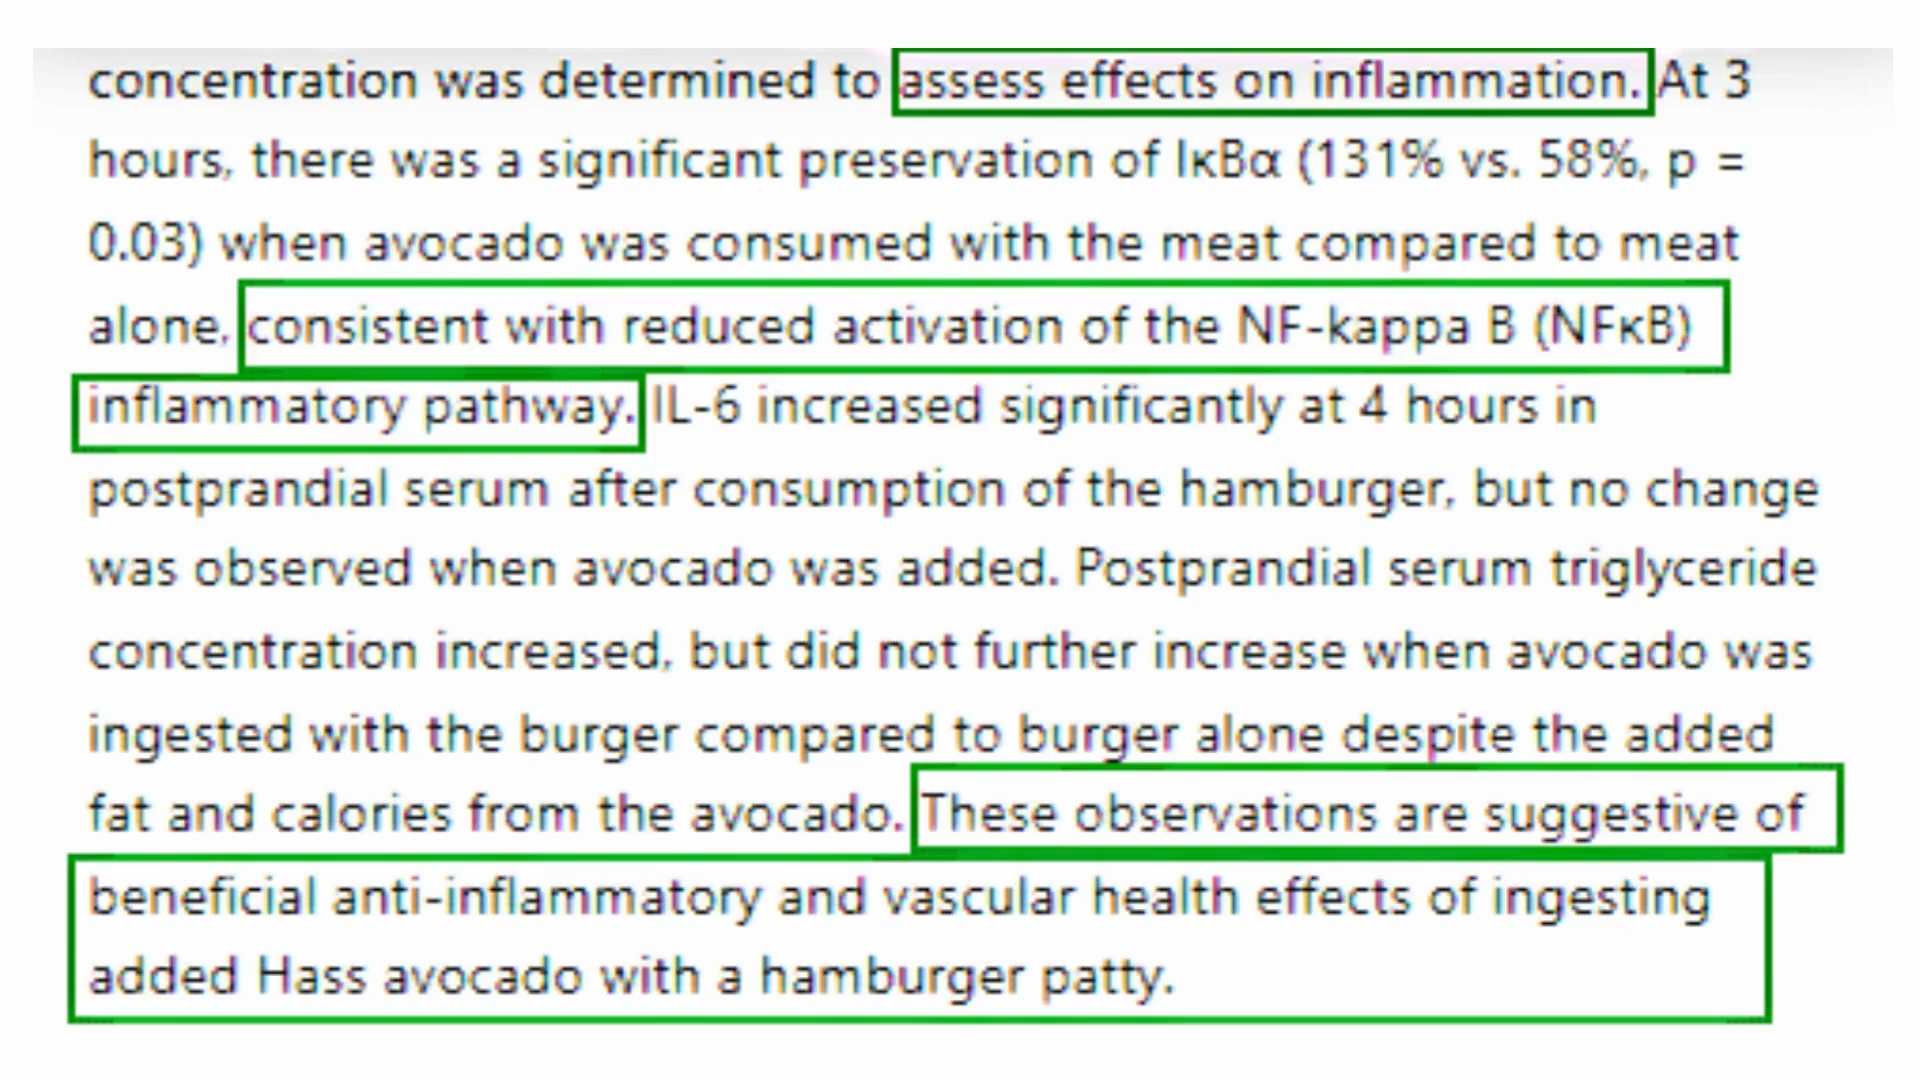 concentration was determined to assess effects on inflammation. At 3
hours, there was a significant preservation of IκBα (131% vs. 58%, p =
0.03) when avocado was consumed with the meat compared to meat
alone, consistent with reduced activation of the NF-kappa B (NFκB)
inflammatory pathway. IL-6 increased significantly at 4 hours in
postprandial serum after consumption of the hamburger, but no change
was observed when avocado was added. Postprandial serum triglyceride
concentration increased, but did not further increase when avocado was
ingested with the burger compared to burger alone despite the added
fat and calories from the avocado. These observations are suggestive of
beneficial anti-inflammatory and vascular health effects of ingesting
added Hass avocado with a hamburger patty.